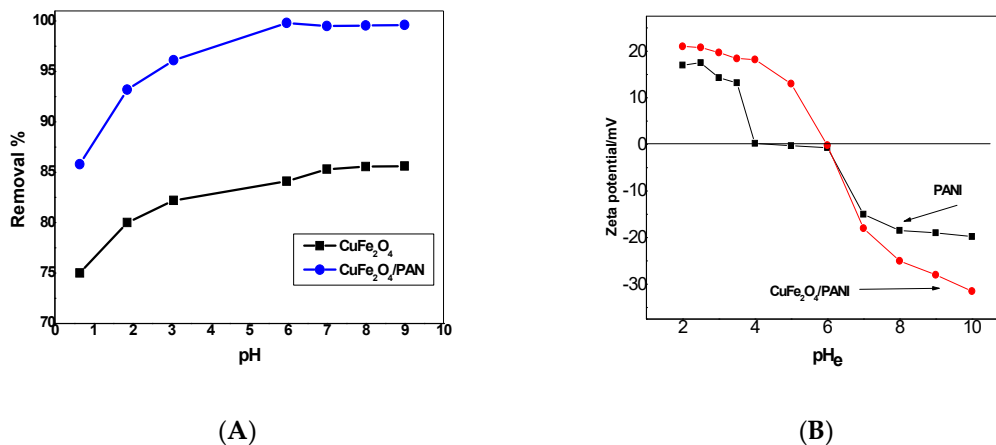 100
95
90
85
80
75
70
Removal %
CuFe₂O₄
CuFe₂O₄/PAN
0 1 2 3 4 5 6 7 8 9 10
pH
(A)
20
10
0
-10
-20
-30
Zeta potential/mV
PANI
CuFe₂O₄/PANI
2 4 6 8 10
pHe
(B)